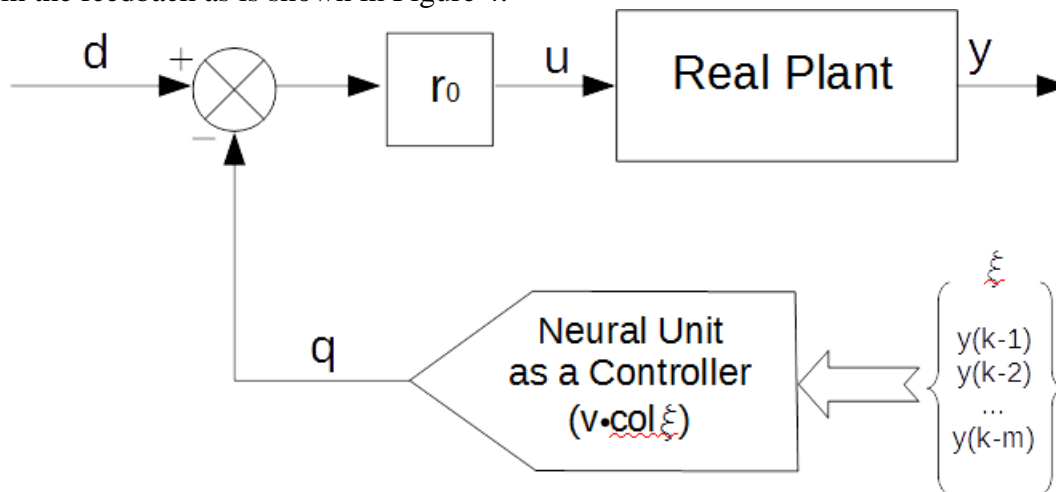 in the feedback as is shown in Figure 4.
d
+
−
r₀
u
Real Plant
y
q
Neural Unit
as a Controller
(v•colξ)
ξ
y(k-1)
y(k-2)
...
y(k-m)